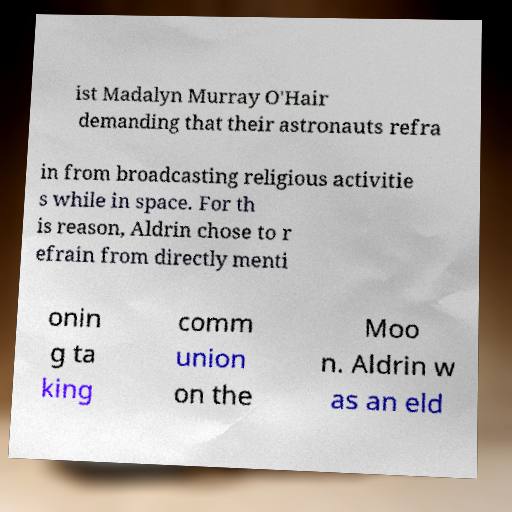 ist Madalyn Murray O'Hair
demanding that their astronauts refra
in from broadcasting religious activitie
s while in space. For th
is reason, Aldrin chose to r
efrain from directly menti
onin
g ta
king
comm
union
on the
Moo
n. Aldrin w
as an eld